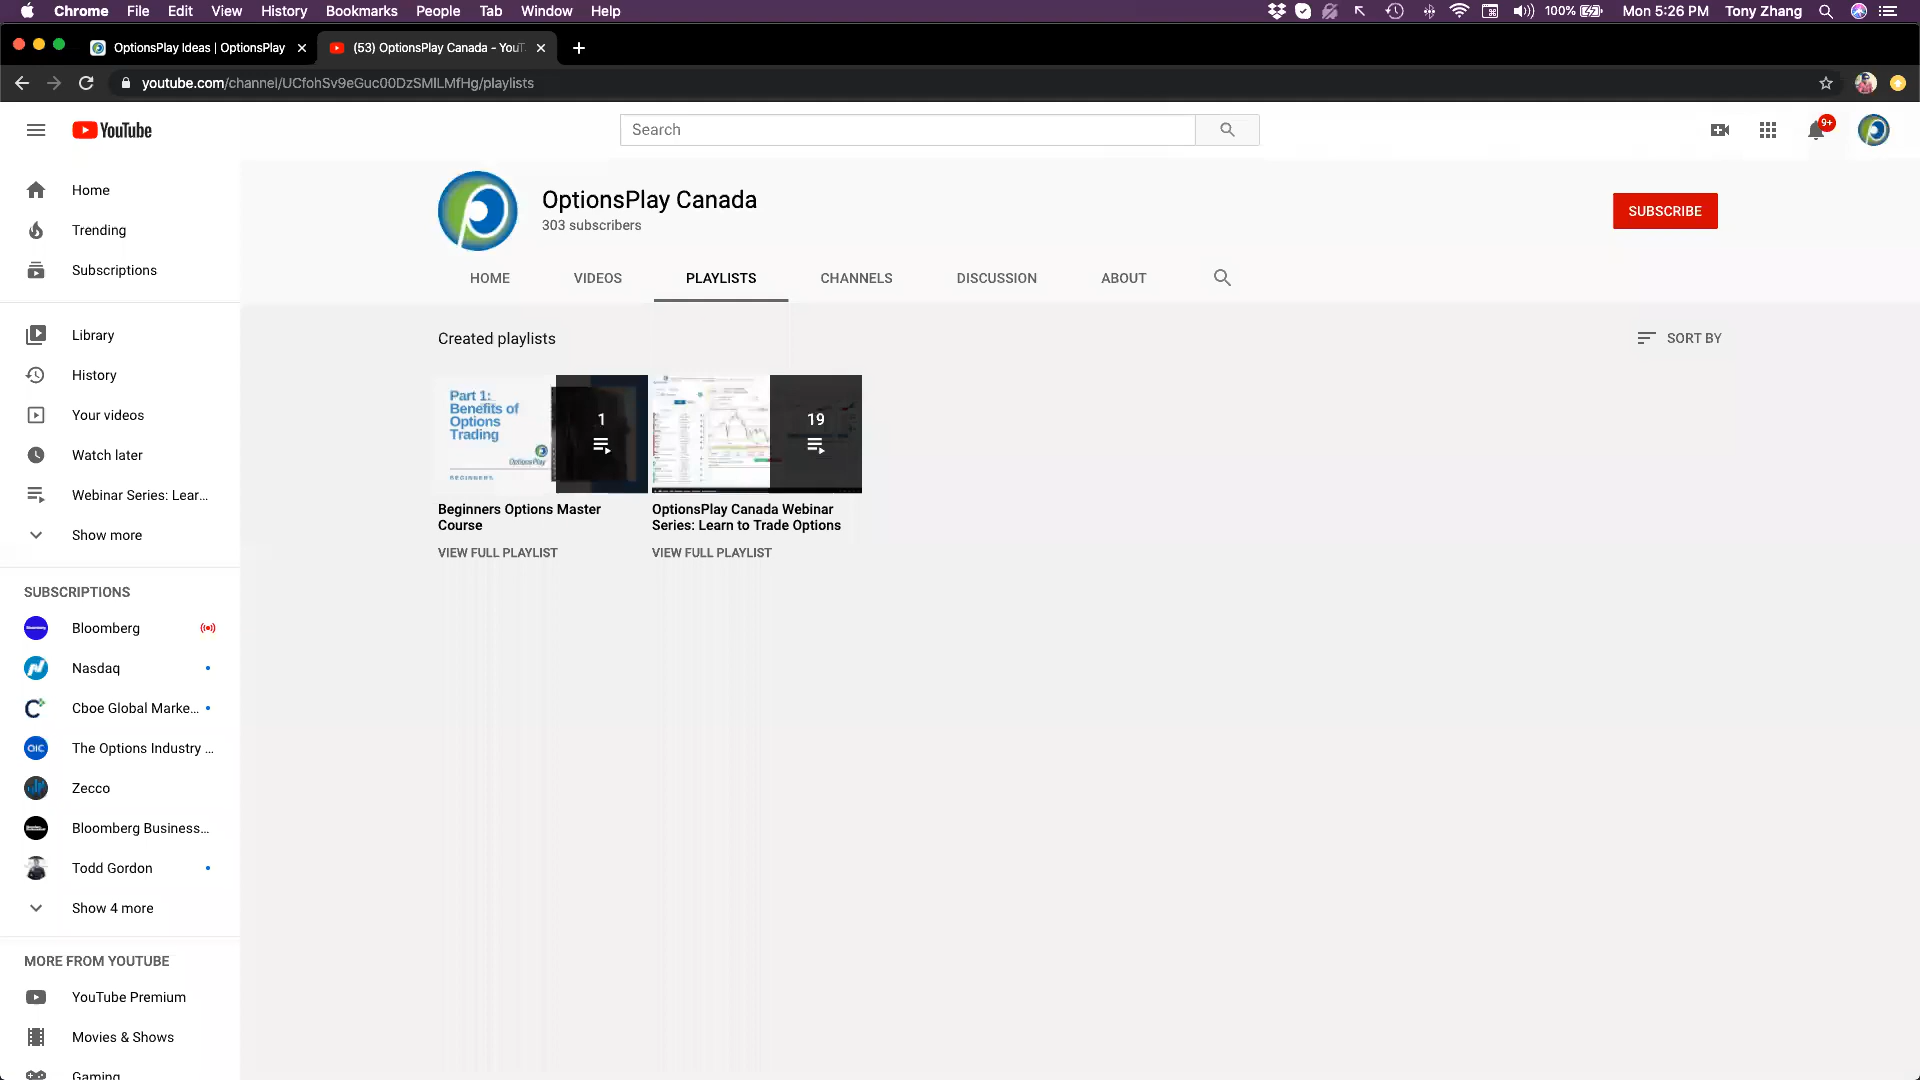 Chrome File Edit View History Bookmarks People Tab Window Help 100% Mon 5:26 PM Tony Zhang
OptionsPlay Ideas | OptionsPlay
(53) OptionsPlay Canada - YouT
youtube.com/channel/UCfohSv9eGuc00DzSMlLMfHg/playlists
YouTube
Search
9+
Home
Trending
Subscriptions
Library
History
Your videos
Watch later
Webinar Series: Lear...
Show more
SUBSCRIPTIONS
Bloomberg
Nasdaq
Cboe Global Marke...
The Options Industry ...
Zecco
Bloomberg Business...
Todd Gordon
Show 4 more
MORE FROM YOUTUBE
YouTube Premium
Movies & Shows
Gaming
OptionsPlay Canada
303 subscribers
SUBSCRIBE
HOME VIDEOS PLAYLISTS CHANNELS DISCUSSION ABOUT
Created playlists
SORT BY
Part 1:
Benefits of
Options
Trading
OptionsPlay
BEGINNERS
1
Beginners Options Master
Course
VIEW FULL PLAYLIST
19
OptionsPlay Canada Webinar
Series: Learn to Trade Options
VIEW FULL PLAYLIST